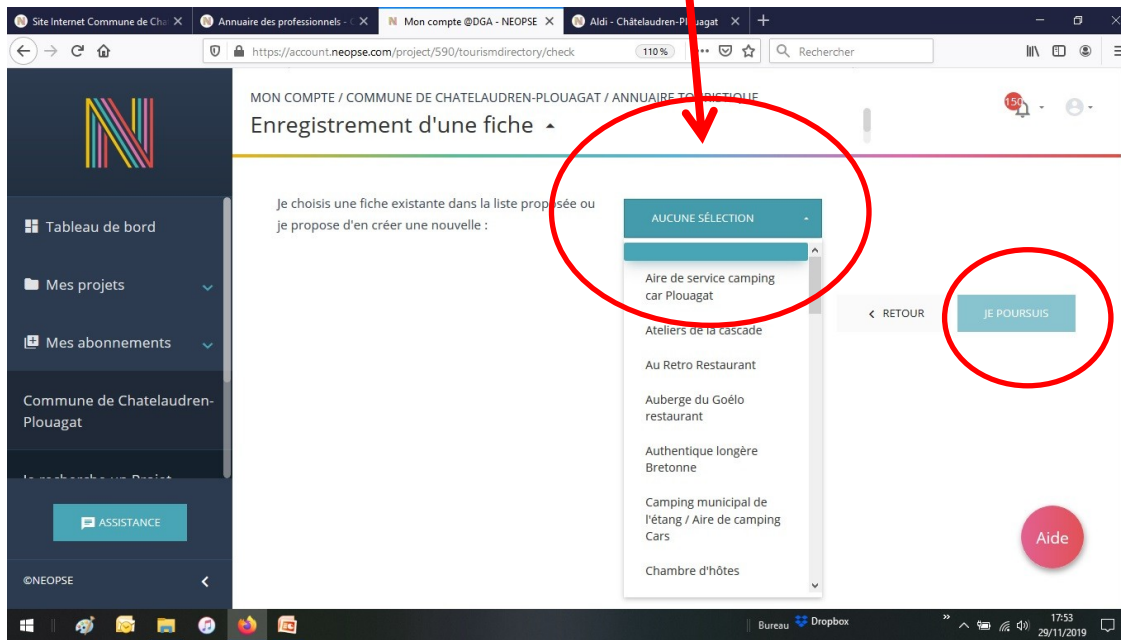 Site Internet Commune de Cha
Annuaire des professionnels -
Mon compte @DGA - NEOPSE
Aldi - Châtelaudren-Plouagat
https://account.neopse.com/project/590/tourismdirectory/check
110 %
Rechercher
MON COMPTE / COMMUNE DE CHATELAUDREN-PLOUAGAT / ANNUAIRE TOURISTIQUE
Enregistrement d'une fiche
150
Je choisis une fiche existante dans la liste proposée ou
je propose d'en créer une nouvelle :
AUCUNE SÉLECTION
Aire de service camping
car Plouagat
Ateliers de la cascade
Au Retro Restaurant
Auberge du Goélo
restaurant
Authentique longère
Bretonne
Camping municipal de
l'étang / Aire de camping
Cars
Chambre d'hôtes
RETOUR
JE POURSUIS
Tableau de bord
Mes projets
Mes abonnements
Commune de Chatelaudren-
Plouagat
Je recherche un Projet
ASSISTANCE
©NEOPSE
Aide
Bureau
Dropbox
17:53
29/11/2019